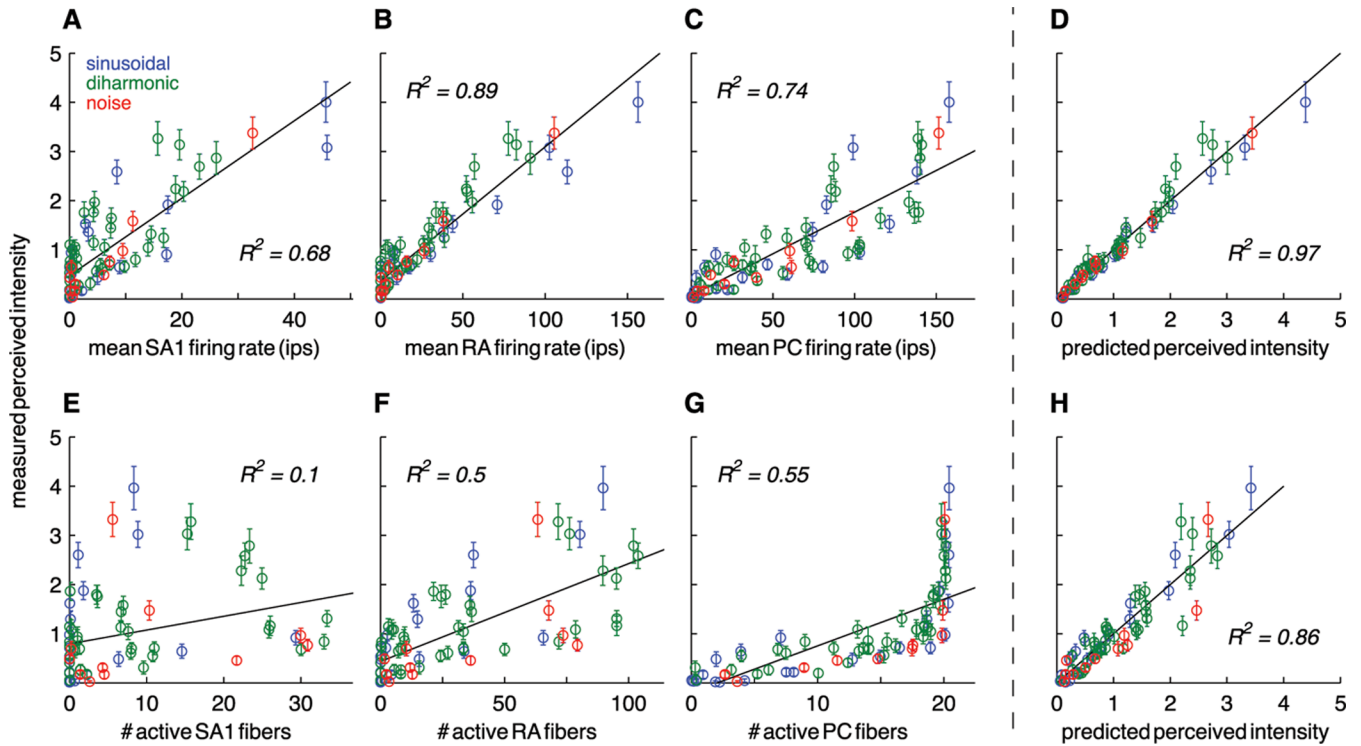 A
B
C
D
sinusoidal
diharmonic
noise
R² = 0.68
R² = 0.89
R² = 0.74
R² = 0.97
5
4
3
2
1
0 20 40
0 50 100 150
0 50 100 150
0 1 2 3 4 5
mean SA1 firing rate (ips)
mean RA firing rate (ips)
mean PC firing rate (ips)
predicted perceived intensity
measured perceived intensity
E
F
G
H
R² = 0.1
R² = 0.5
R² = 0.55
R² = 0.86
5
4
3
2
1
0
0 10 20 30
0 50 100
0 10 20
0 1 2 3 4 5
# active SA1 fibers
# active RA fibers
# active PC fibers
predicted perceived intensity